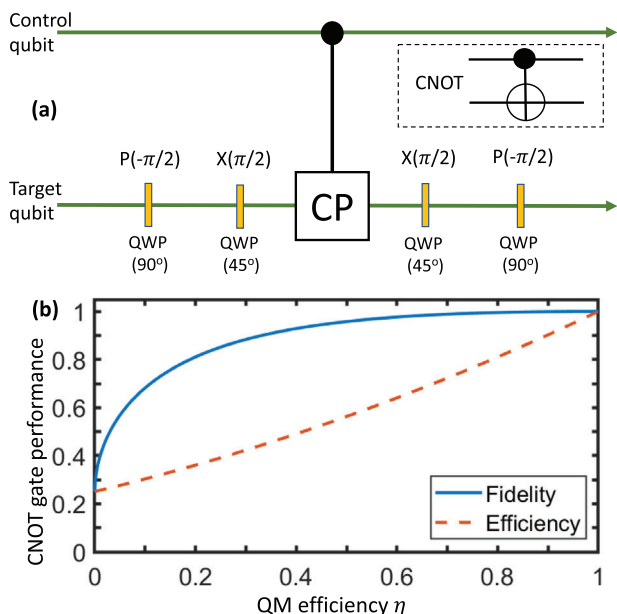 Control
qubit
CNOT
(a)
P(-π/2)
X(π/2)
X(π/2)
P(-π/2)
Target
qubit
CP
QWP
(90°)
QWP
(45°)
QWP
(45°)
QWP
(90°)
(b)
CNOT gate performance
1
0.8
0.6
0.4
0.2
0
Fidelity
Efficiency
0
0.2
0.4
0.6
0.8
1
QM efficiency η